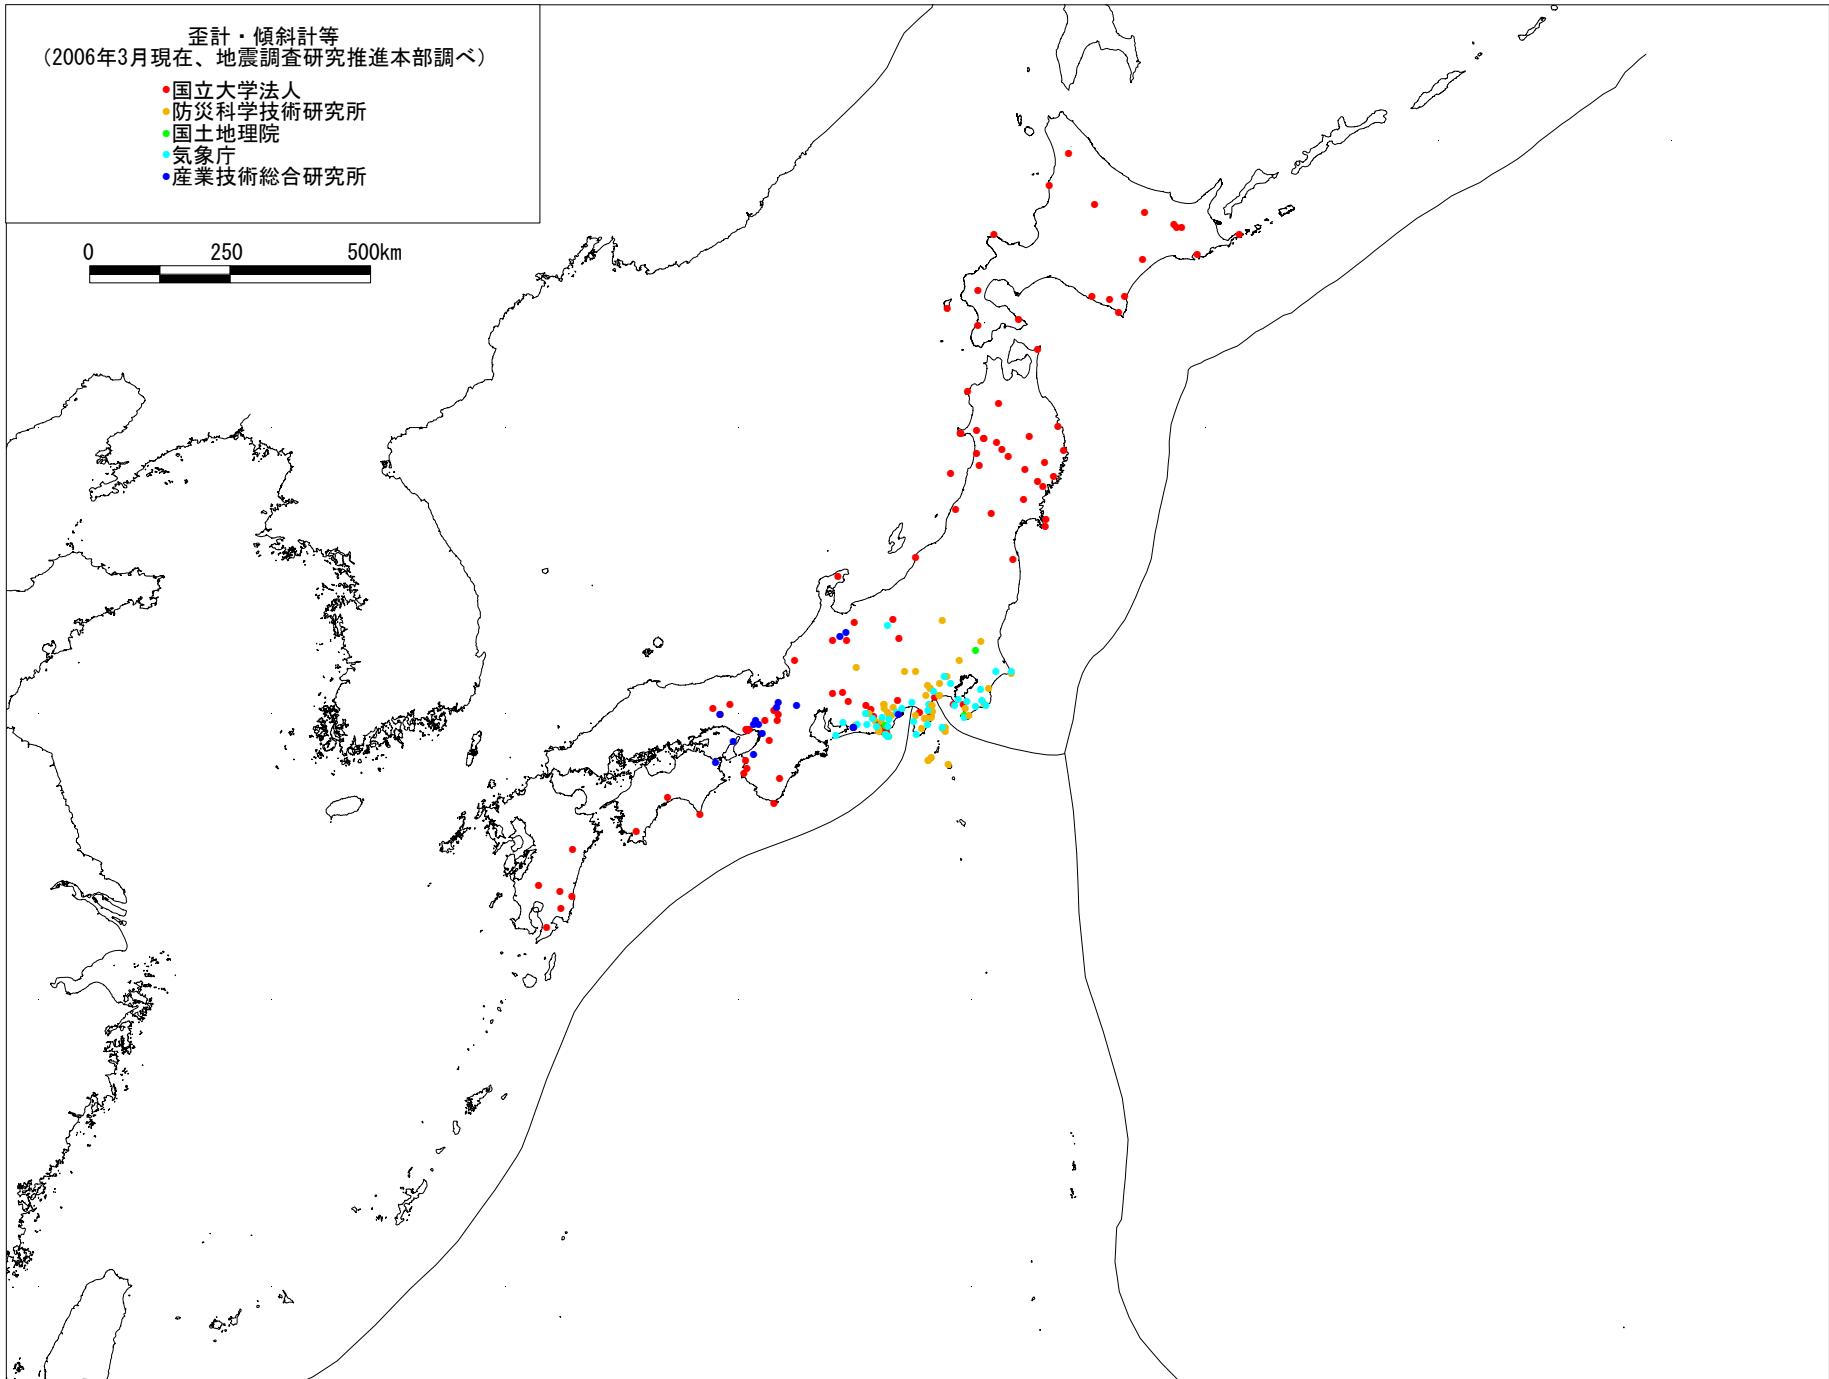 歪計・傾斜計等
(2006年3月現在、地震調査研究推進本部調べ)
国立大学法人
防災科学技術研究所
国土地理院
気象庁
産業技術総合研究所
0 250 500km